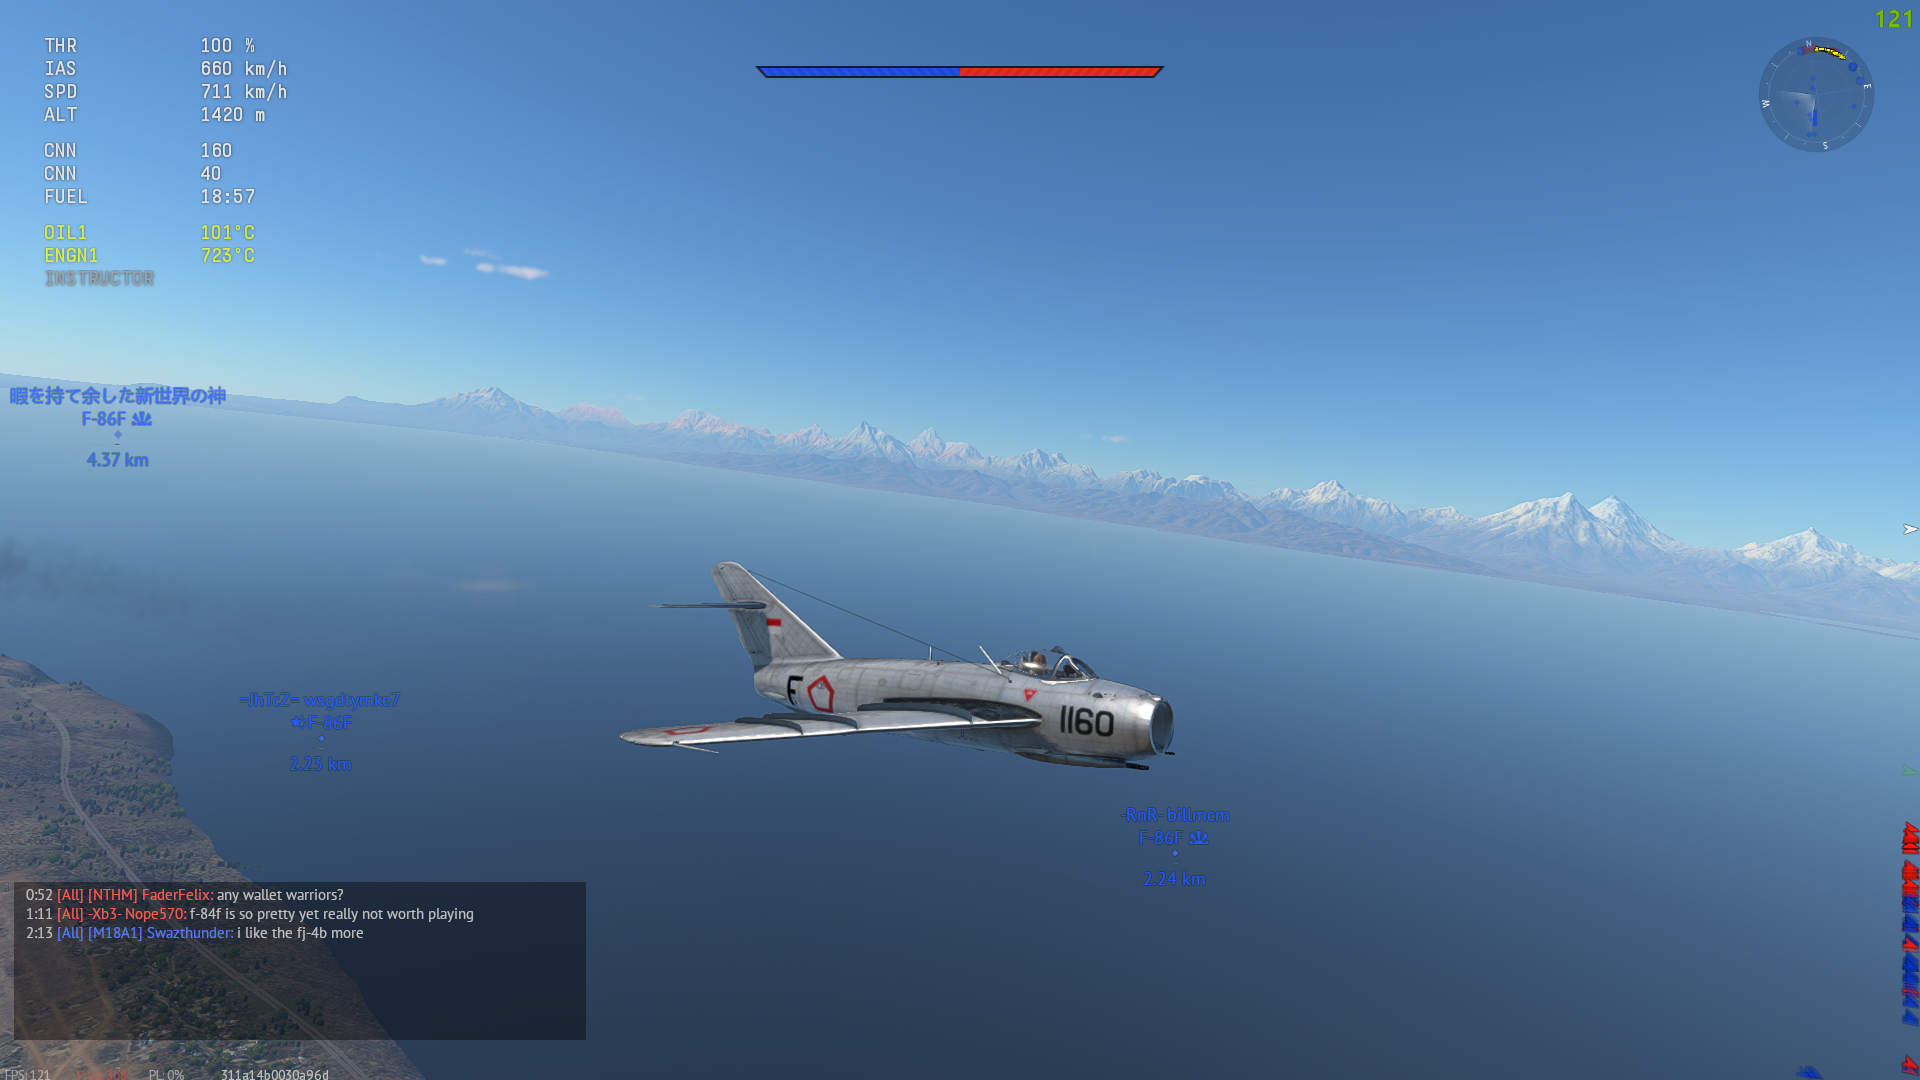 121
THR 100 %
IAS 660 km/h
SPD 711 km/h
ALT 1420 m
CNN 160
CNN 40
FUEL 18:57
OIL1 101°C
ENGN1 723°C
INSTRUCTOR
N
E
W
S
暇を持て余した新世界の神
F-86F
4.37 km
=JhTcZ= wsgdtymke7
F-86F
2.23 km
F
1160
-RnR- billmcm
F-86F
2.24 km
0:52 [All] [NTHM] FaderFelix: any wallet warriors?
1:11 [All] -Xb3- Nope570: f-84f is so pretty yet really not worth playing
2:13 [All] [M18A1] Swazthunder: i like the fj-4b more
FPS:121 PL: 0% 311a14b0030a96d